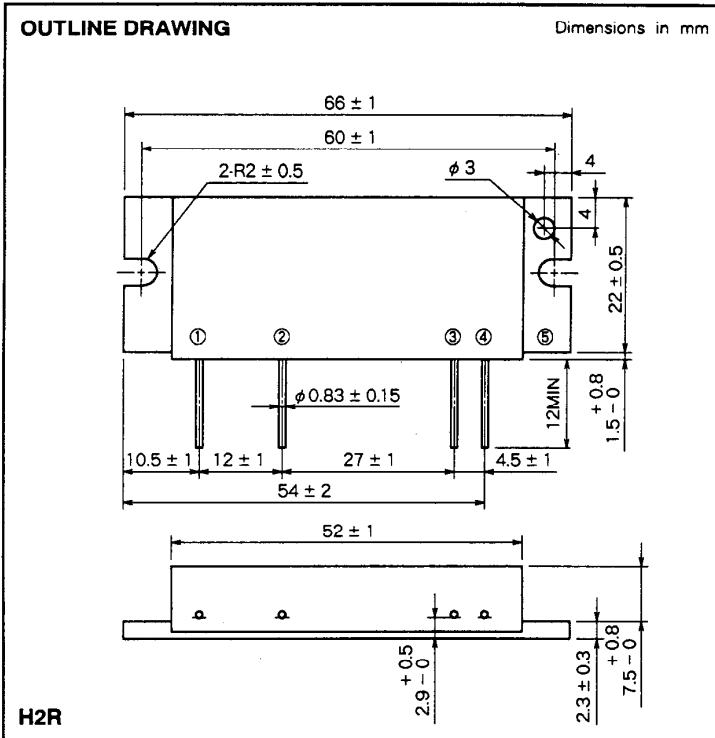 OUTLINE DRAWING
Dimensions in mm
66 ± 1
60 ± 1
2-R2 ± 0.5
φ 3
4
4
22 ± 0.5
① ② ③ ④ ⑤
φ0.83 ± 0.15
12MIN
+ 0.8
1.5 - 0
10.5 ± 1
12 ± 1
27 ± 1
4.5 ± 1
54 ± 2
52 ± 1
+ 0.5
2.9 - 0
2.3 ± 0.3
+ 0.8
7.5 - 0
H2R